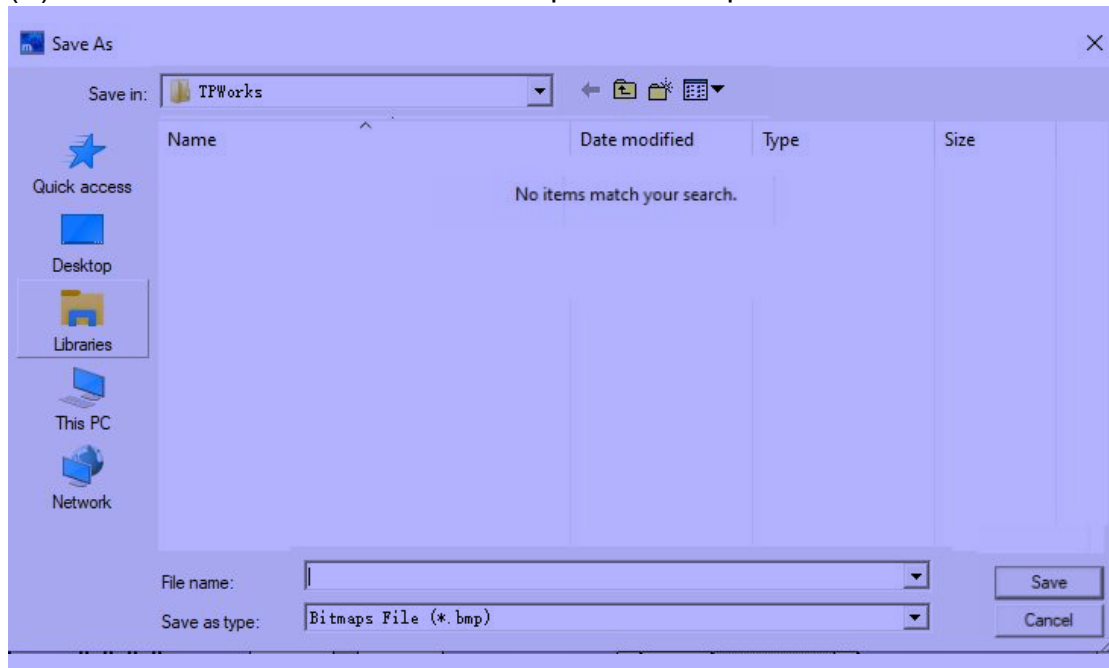 Save As
Save in: TPWorks
Name Date modified Type Size
No items match your search.
Quick access
Desktop
Libraries
This PC
Network
File name: Save
Save as type: Bitmaps File (*.bmp) Cancel